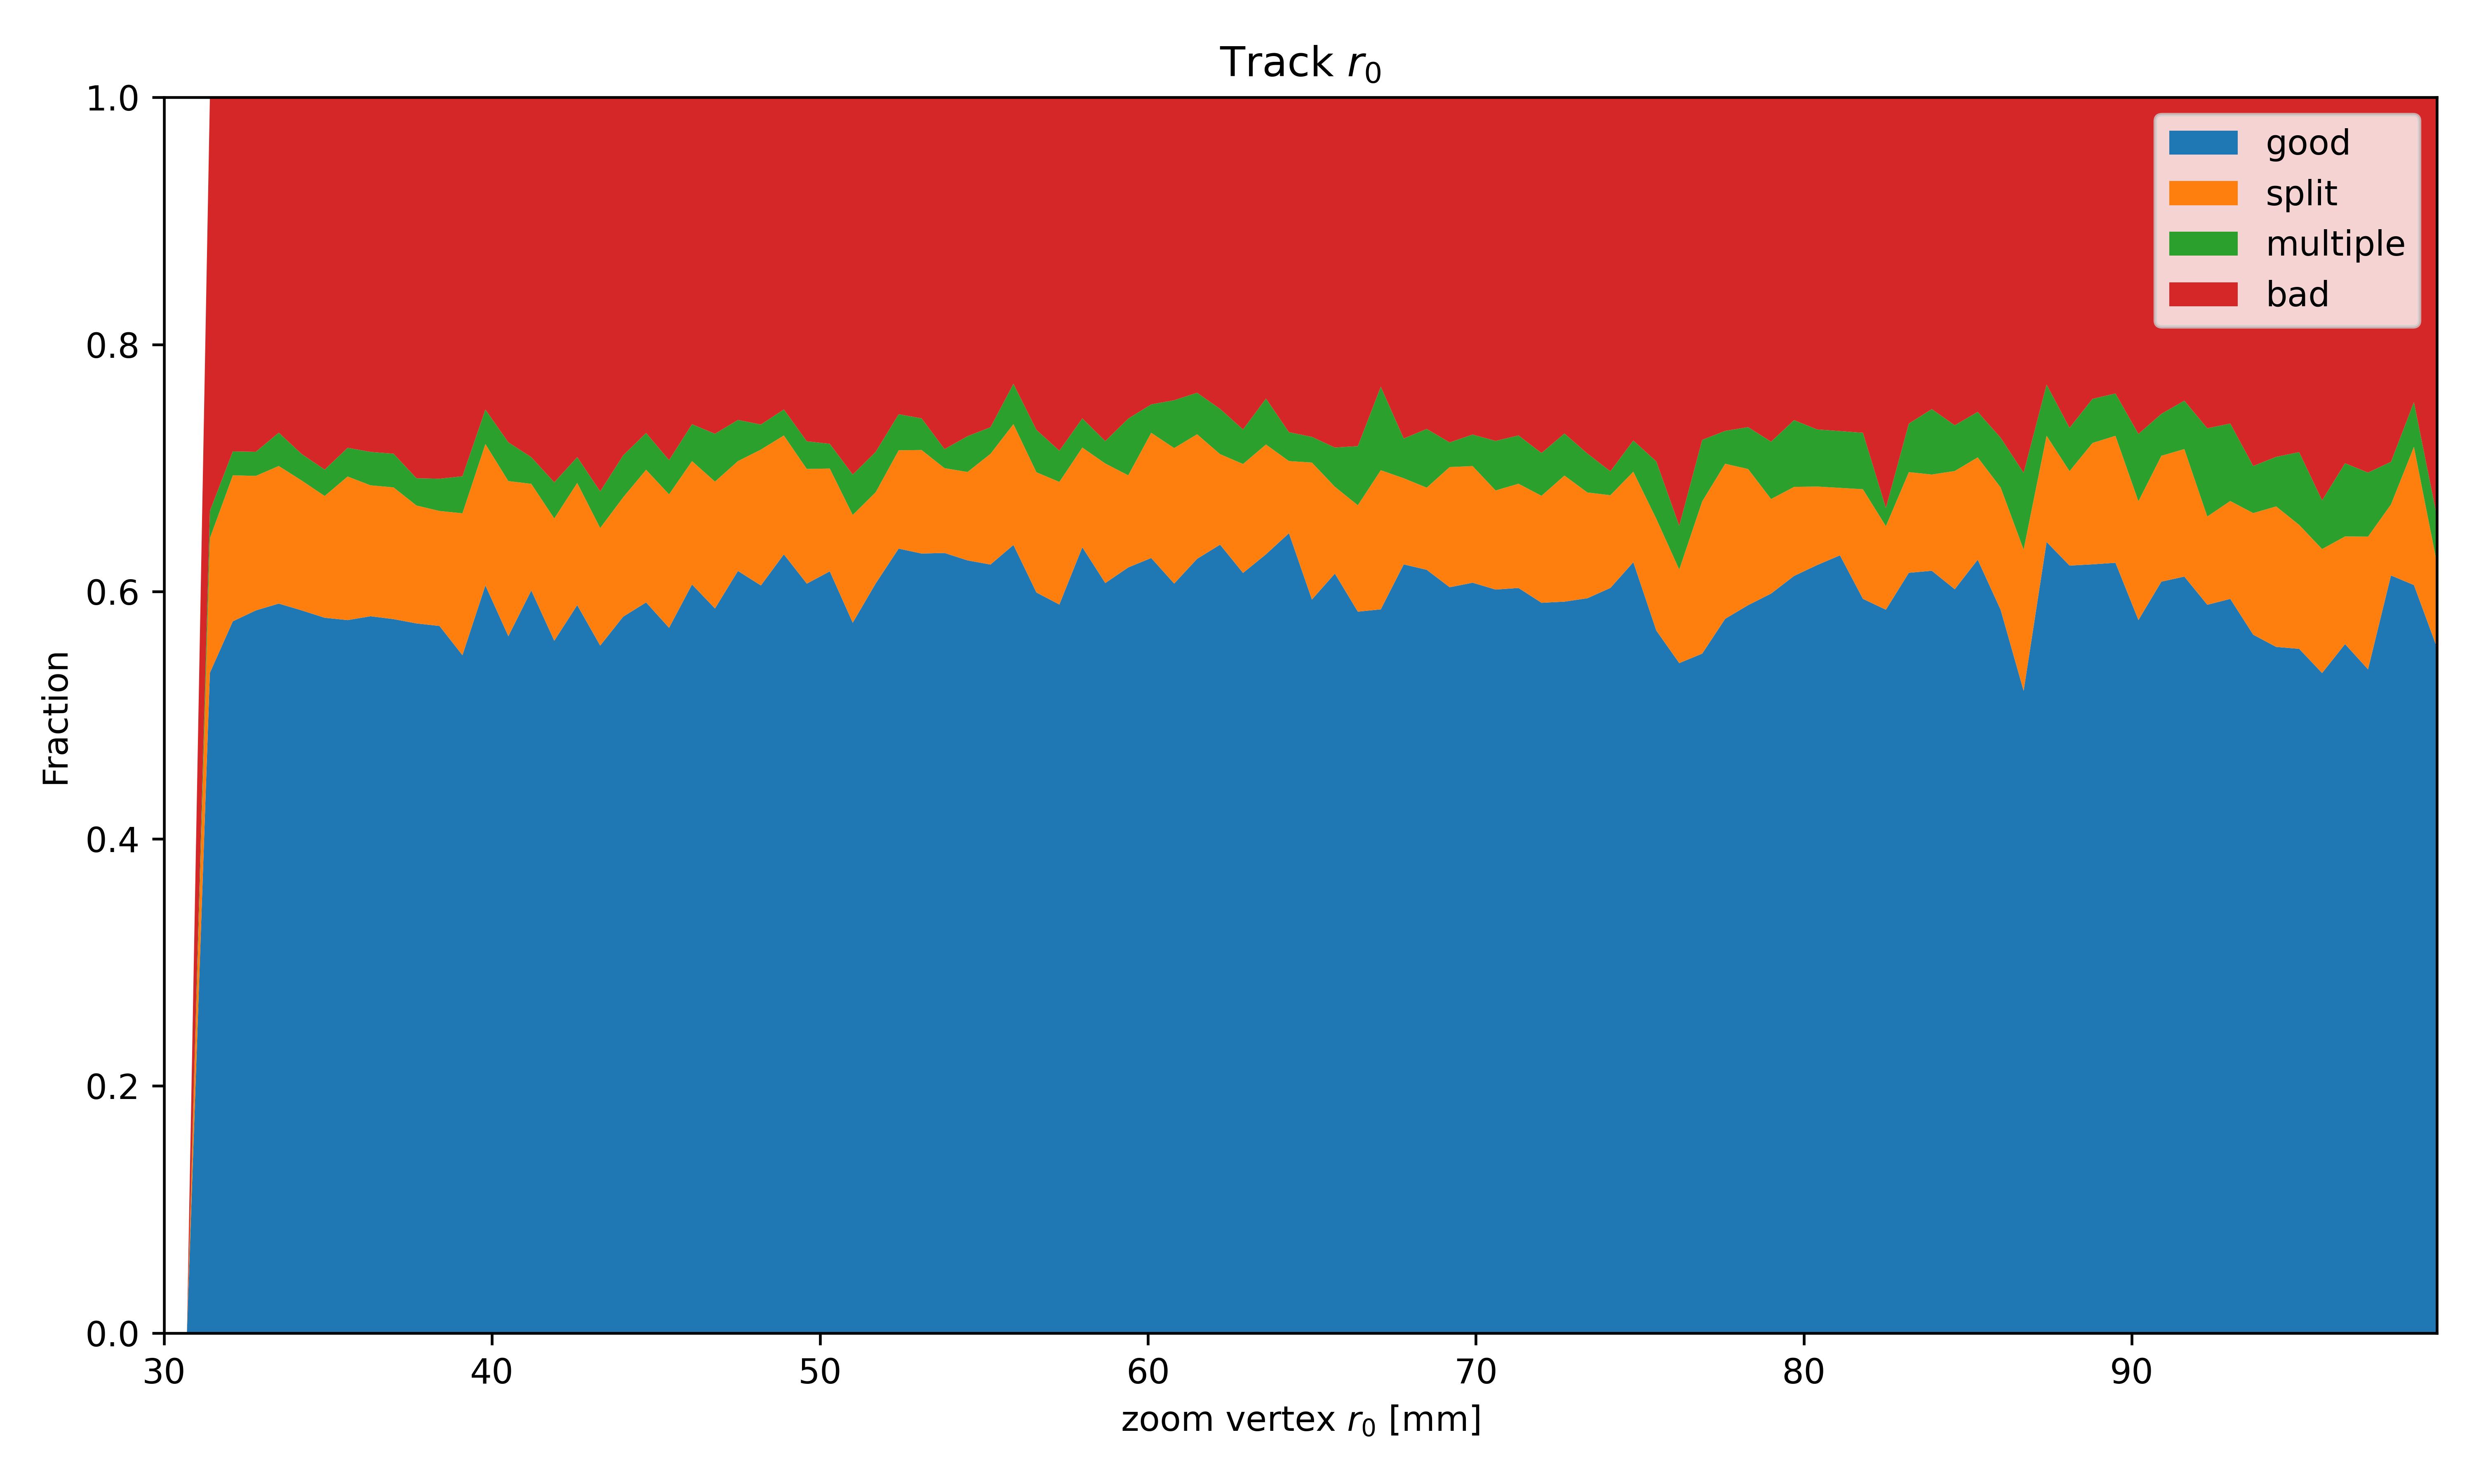 Track r₀
1.0
0.8
0.6
0.4
0.2
0.0
Fraction
good
split
multiple
bad
30 40 50 60 70 80 90
zoom vertex r₀ [mm]